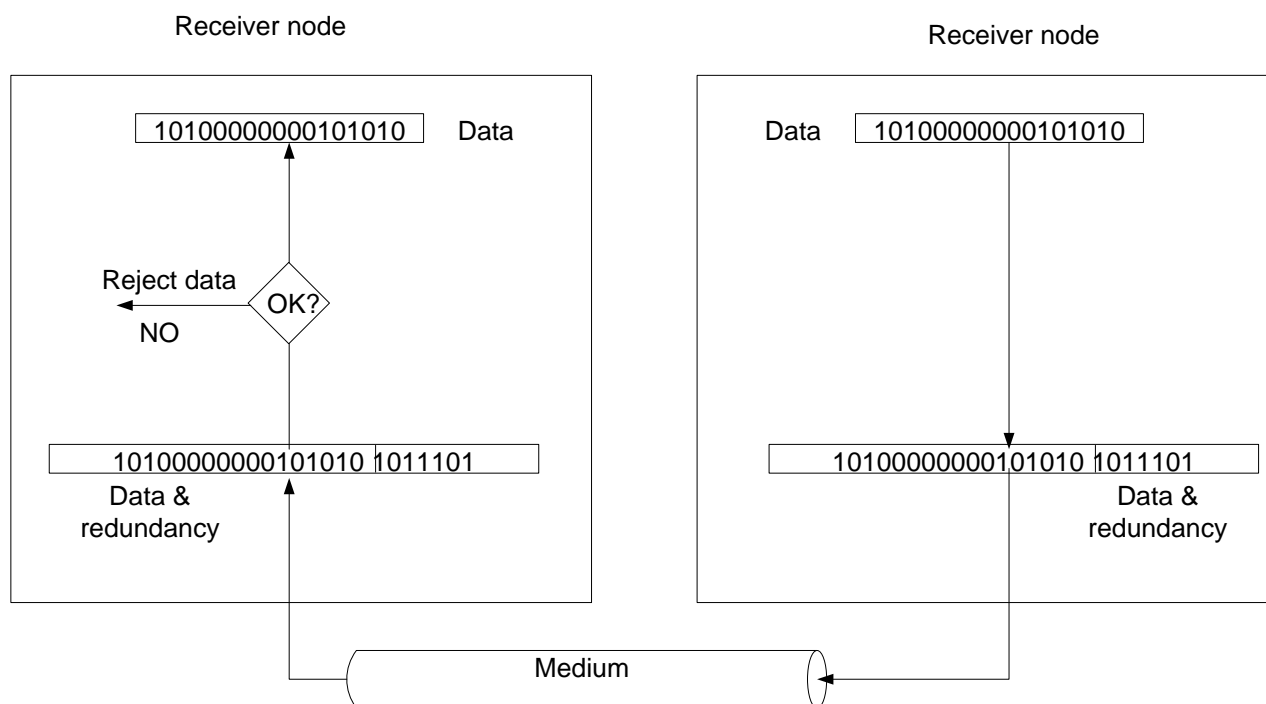 Receiver node
10100000000101010 Data
Reject data
OK?
NO
10100000000101010 1011101
Data &
redundancy
Receiver node
Data 10100000000101010
10100000000101010 1011101
Data &
redundancy
Medium